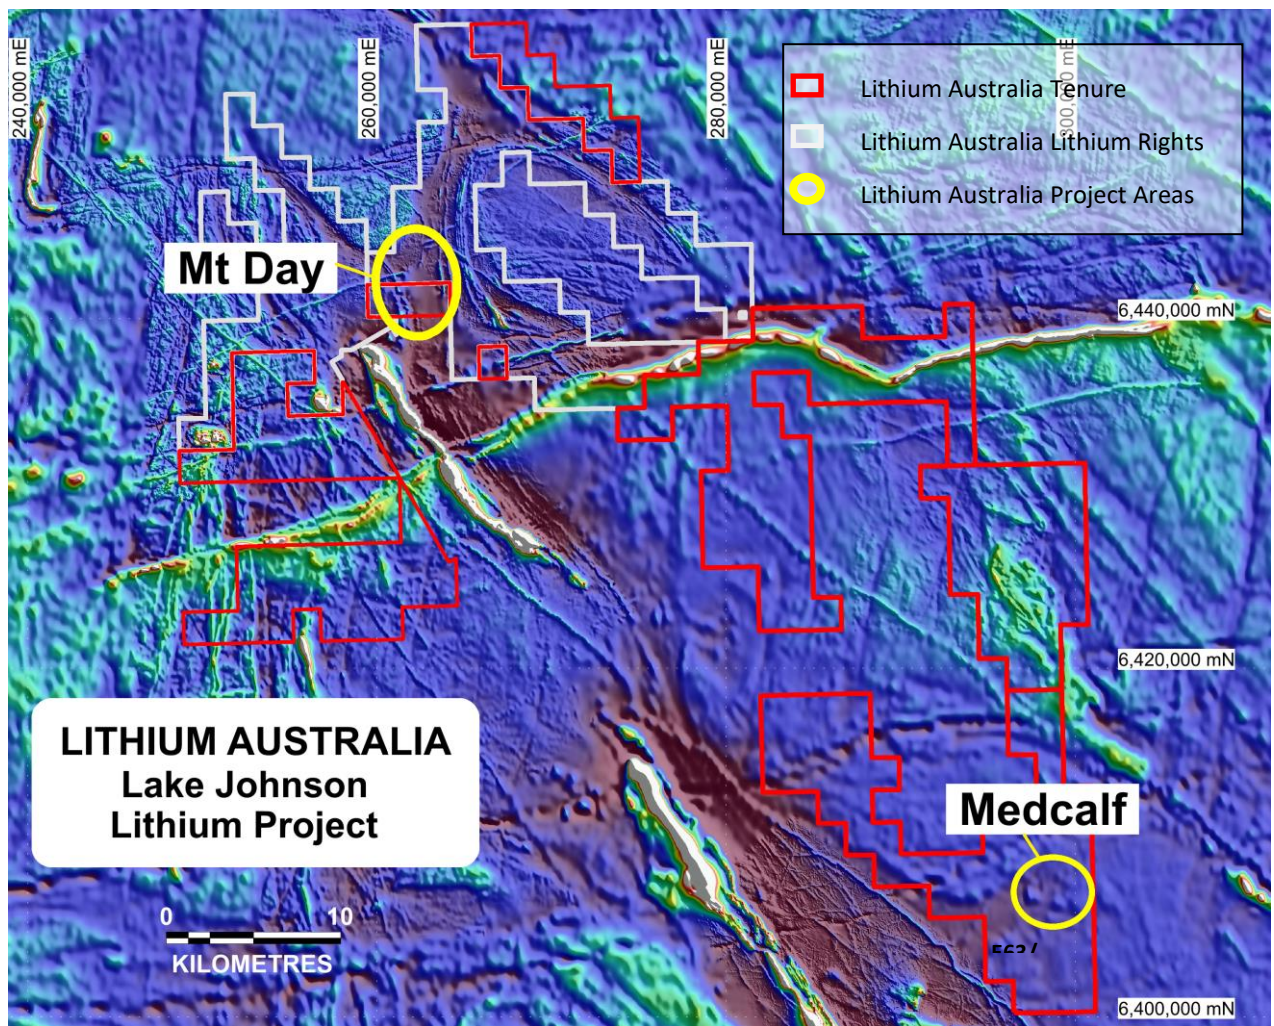 240,000 mE
260,000 mE
280,000 mE
300,000 mE
Lithium Australia Tenure
Lithium Australia Lithium Rights
Lithium Australia Project Areas
Mt Day
6,440,000 mN
6,420,000 mN
LITHIUM AUSTRALIA
Lake Johnson
Lithium Project
Medcalf
0 10
KILOMETRES
6,400,000 mN